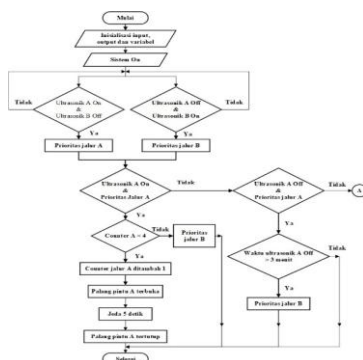 Mulai
Inisialisasi input,
output dan variabel
Sistem On
Tidak
Ultrasonik A On
&
Ultrasonik B Off
Ultrasonik A Off
&
Ultrasonik B On
Tidak
Ya
Ya
Prioritas jalur A
Prioritas jalur B
Ultrasonik A On
&
Prioritas Jalur A
Tidak
Ultrasonik A Off
&
Prioritas jalur A
Tidak
A
Ya
Ya
Counter A = 4
Tidak
Prioritas
jalur B
Ya
Waktu ultrasonik A Off
= 3 menit
Tidak
Counter jalur A ditambah 1
Palang pintu A terbuka
Ya
Jeda 5 detik
Prioritas jalur B
Palang pintu A tertutup
Selesai